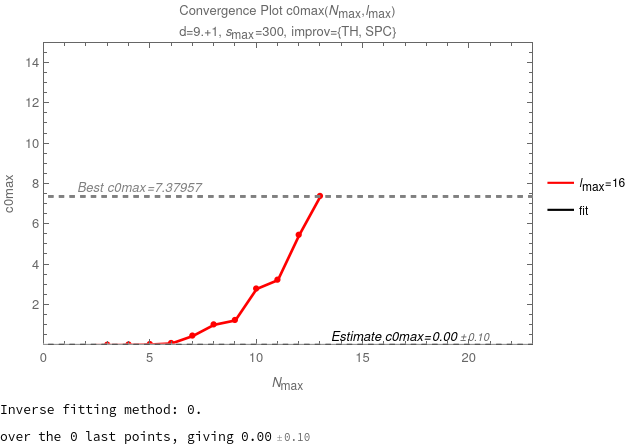 Convergence Plot c0max(Nmax,lmax)
d=9.+1, smax=300, improv={TH, SPC}
14
12
10
8
6
4
2
c0max
Best c0max=7.37957
Estimate c0max=0.00 ±0.10
0 5 10 15 20
Nmax
lmax=16
fit
Inverse fitting method: 0.
over the 0 last points, giving 0.00 ±0.10